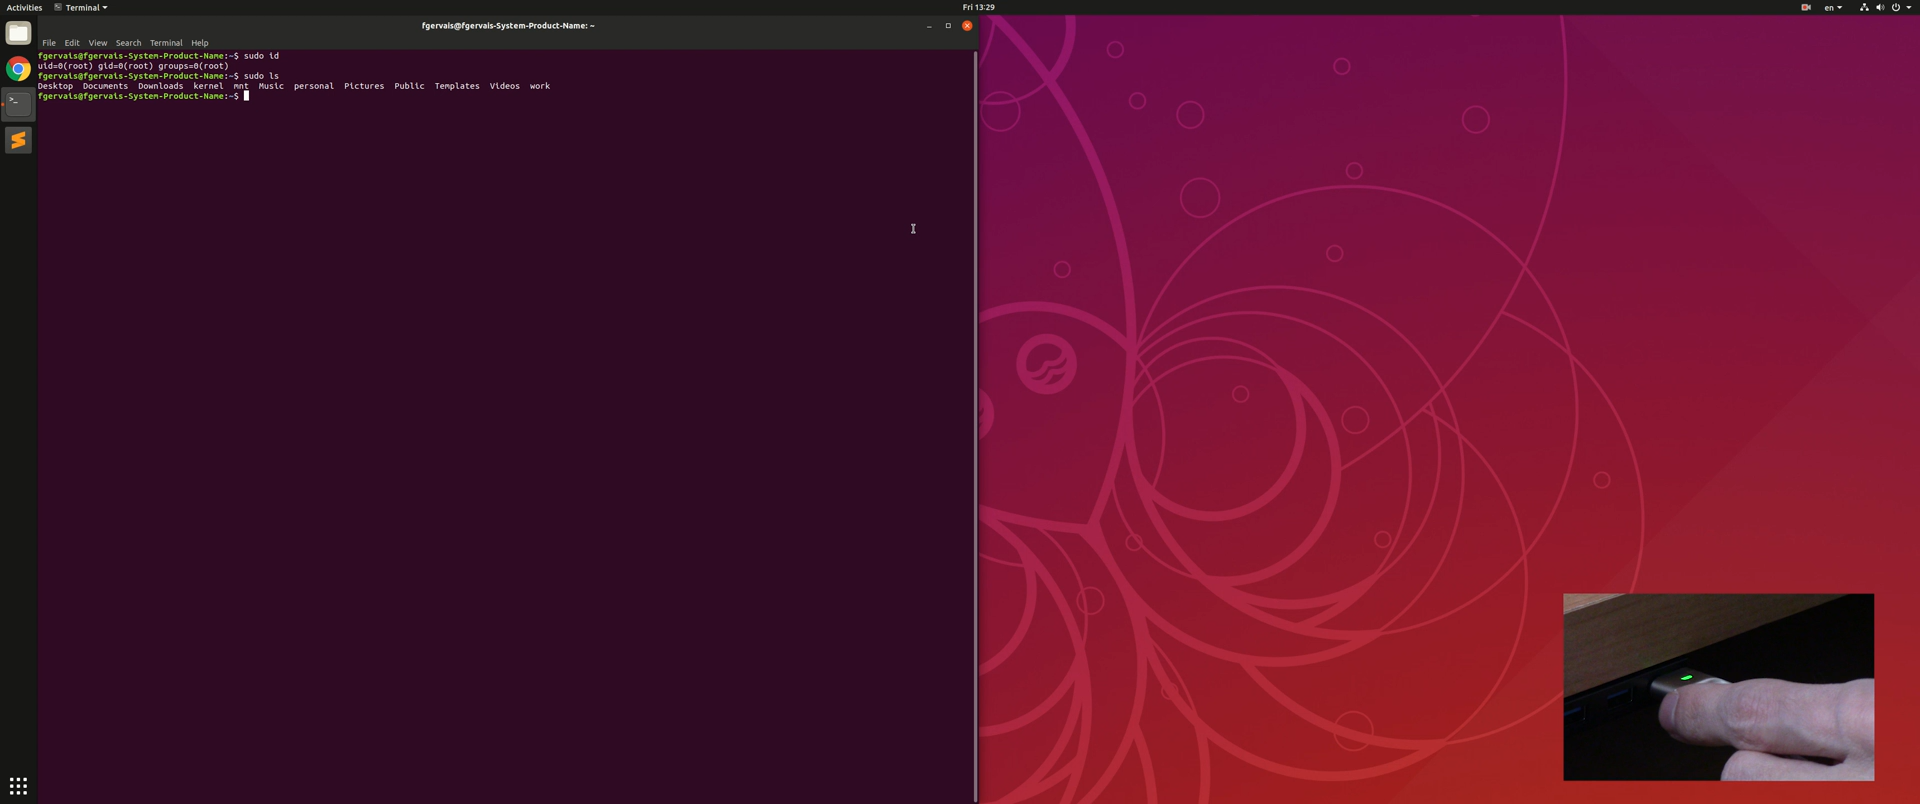 Activities Terminal Fri 13:29 en
fgervais@fgervais-System-Product-Name: ~
File Edit View Search Terminal Help
fgervais@fgervais-System-Product-Name:~$ sudo id
uid=0(root) gid=0(root) groups=0(root)
fgervais@fgervais-System-Product-Name:~$ sudo ls
Desktop Documents Downloads kernel mnt Music personal Pictures Public Templates Videos work
fgervais@fgervais-System-Product-Name:~$